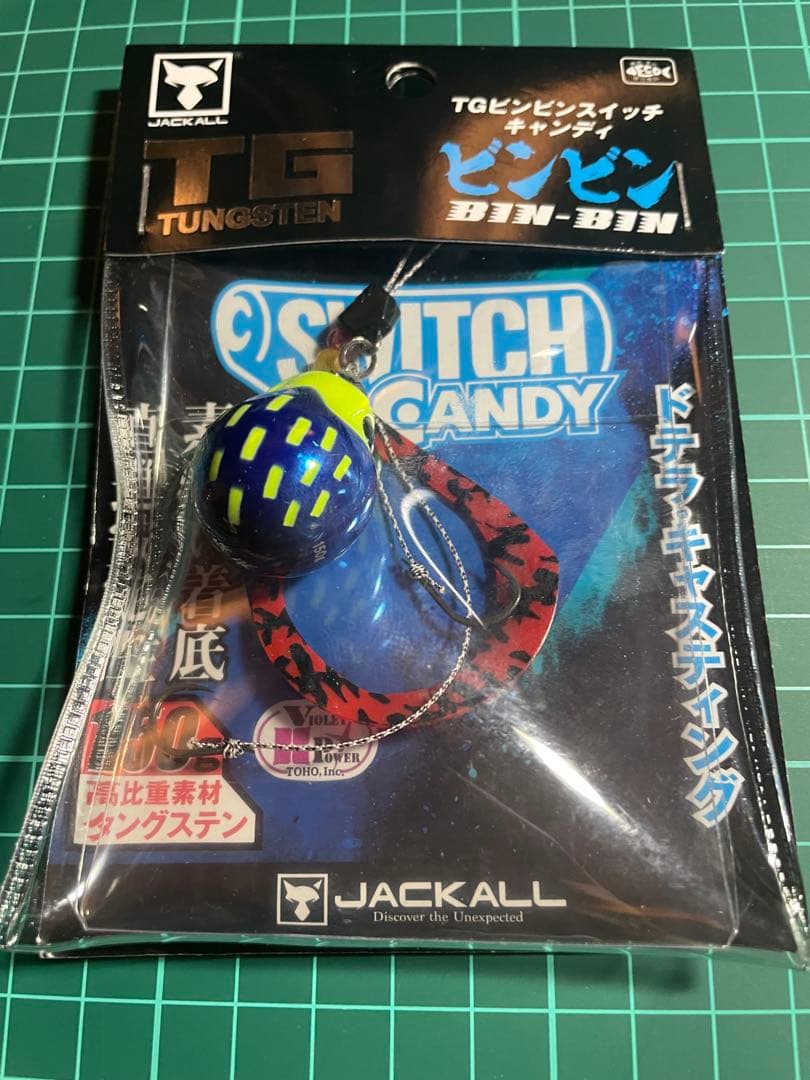 JACKALL
DECOC
TG
TUNGSTEN
TGビンビンスイッチ
キャンディ
ビンビン
BIN-BIN
SWITCH
CANDY
ドテラ・キャスティング
着底
VIOLET
POWER
TOHO, Inc.
高比重素材
タングステン
JACKALL
Discover the Unexpected